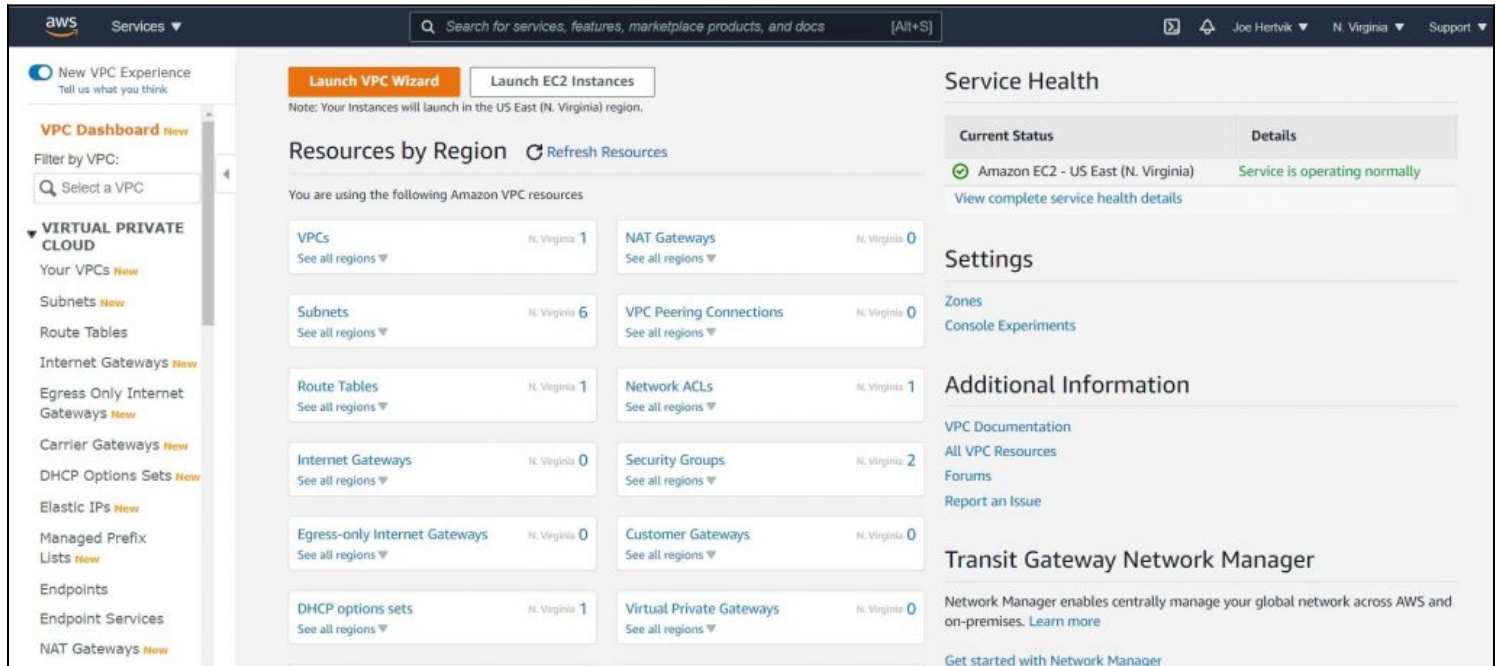 aws
Services ▼
Search for services, features, marketplace products, and docs [Alt+S]
Joe Hertvik ▼
N. Virginia ▼
Support ▼
New VPC Experience
Tell us what you think
VPC Dashboard New
Filter by VPC:
Select a VPC
VIRTUAL PRIVATE
CLOUD
Your VPCs New
Subnets New
Route Tables
Internet Gateways New
Egress Only Internet
Gateways New
Carrier Gateways New
DHCP Options Sets New
Elastic IPs New
Managed Prefix
Lists New
Endpoints
Endpoint Services
NAT Gateways New
Launch VPC Wizard
Launch EC2 Instances
Note: Your Instances will launch in the US East (N. Virginia) region.
Resources by Region
Refresh Resources
You are using the following Amazon VPC resources
VPCs N. Virginia 1
See all regions ▼
NAT Gateways N. Virginia 0
See all regions ▼
Subnets N. Virginia 6
See all regions ▼
VPC Peering Connections N. Virginia 0
See all regions ▼
Route Tables N. Virginia 1
See all regions ▼
Network ACLs N. Virginia 1
See all regions ▼
Internet Gateways N. Virginia 0
See all regions ▼
Security Groups N. Virginia 2
See all regions ▼
Egress-only Internet Gateways N. Virginia 0
See all regions ▼
Customer Gateways N. Virginia 0
See all regions ▼
DHCP options sets N. Virginia 1
See all regions ▼
Virtual Private Gateways N. Virginia 0
See all regions ▼
Service Health
Current Status Details
Amazon EC2 - US East (N. Virginia) Service is operating normally
View complete service health details
Settings
Zones
Console Experiments
Additional Information
VPC Documentation
All VPC Resources
Forums
Report an Issue
Transit Gateway Network Manager
Network Manager enables centrally manage your global network across AWS and
on-premises. Learn more
Get started with Network Manager